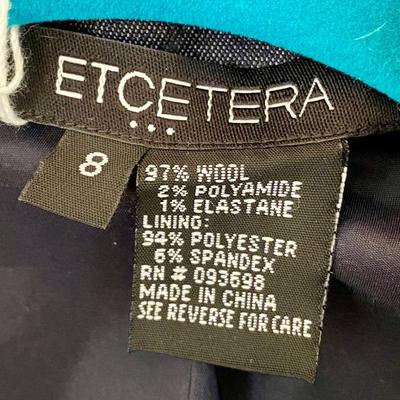 ETCETERA
8
97% WOOL
2% POLYAMIDE
1% ELASTANE
LINING:
94% POLYESTER
6% SPANDEX
RN # 093698
MADE IN CHINA
SEE REVERSE FOR CARE